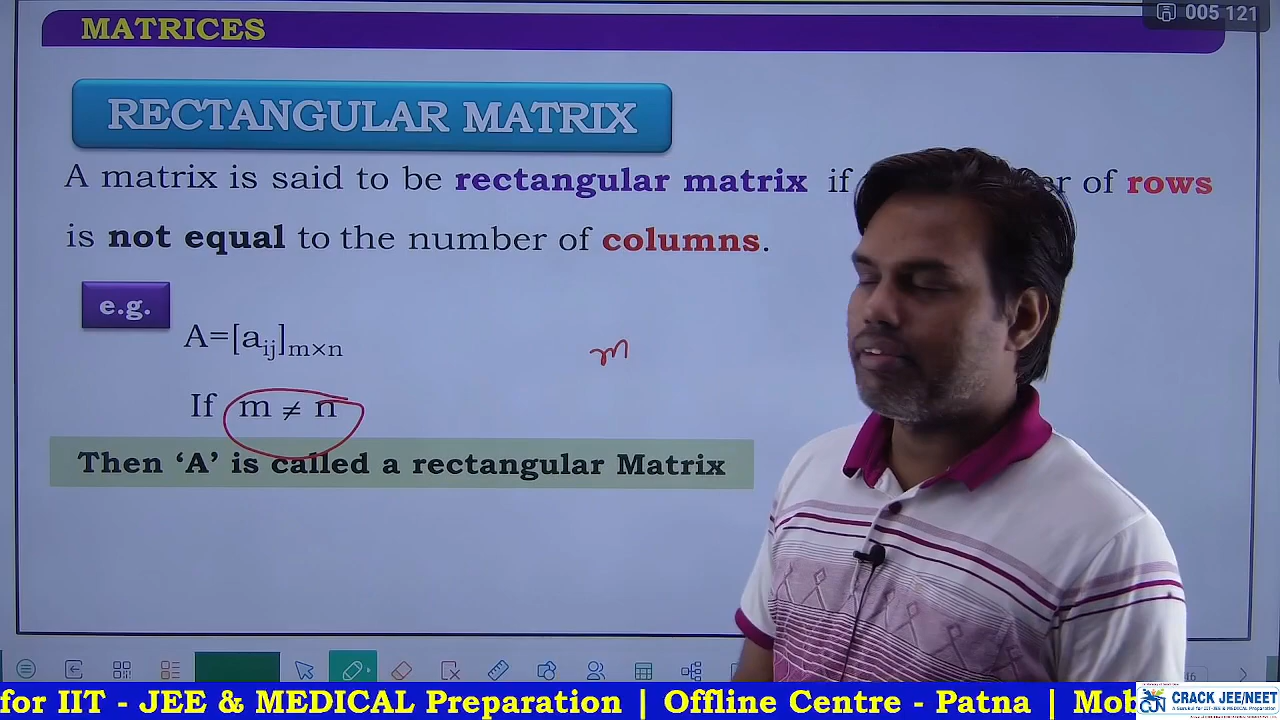 MATRICES
005 121
RECTANGULAR MATRIX
A matrix is said to be rectangular matrix if er of rows
is not equal to the number of columns.
e.g.
A=[aij]m×n
m
If m ≠ n
Then ‘A’ is called a rectangular Matrix
for IIT - JEE & MEDICAL Preparation | Offline Centre - Patna | Mob
CRACK JEE/NEET